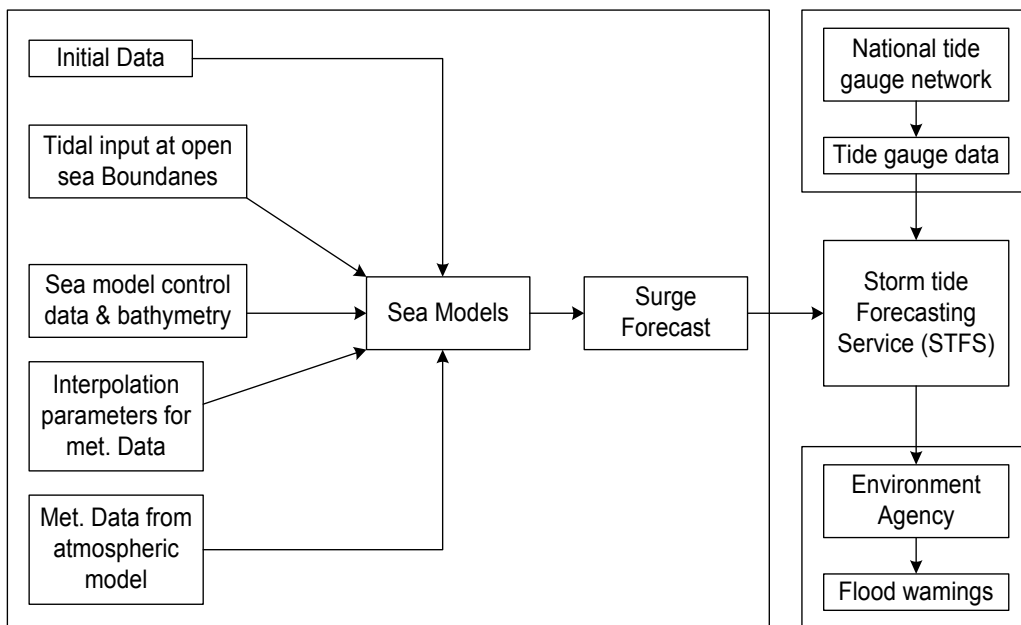 Initial Data
Tidal input at open
sea Boundanes
Sea model control
data & bathymetry
Interpolation
parameters for
met. Data
Met. Data from
atmospheric
model
Sea Models
Surge
Forecast
National tide
gauge network
Tide gauge data
Storm tide
Forecasting
Service (STFS)
Environment
Agency
Flood wamings